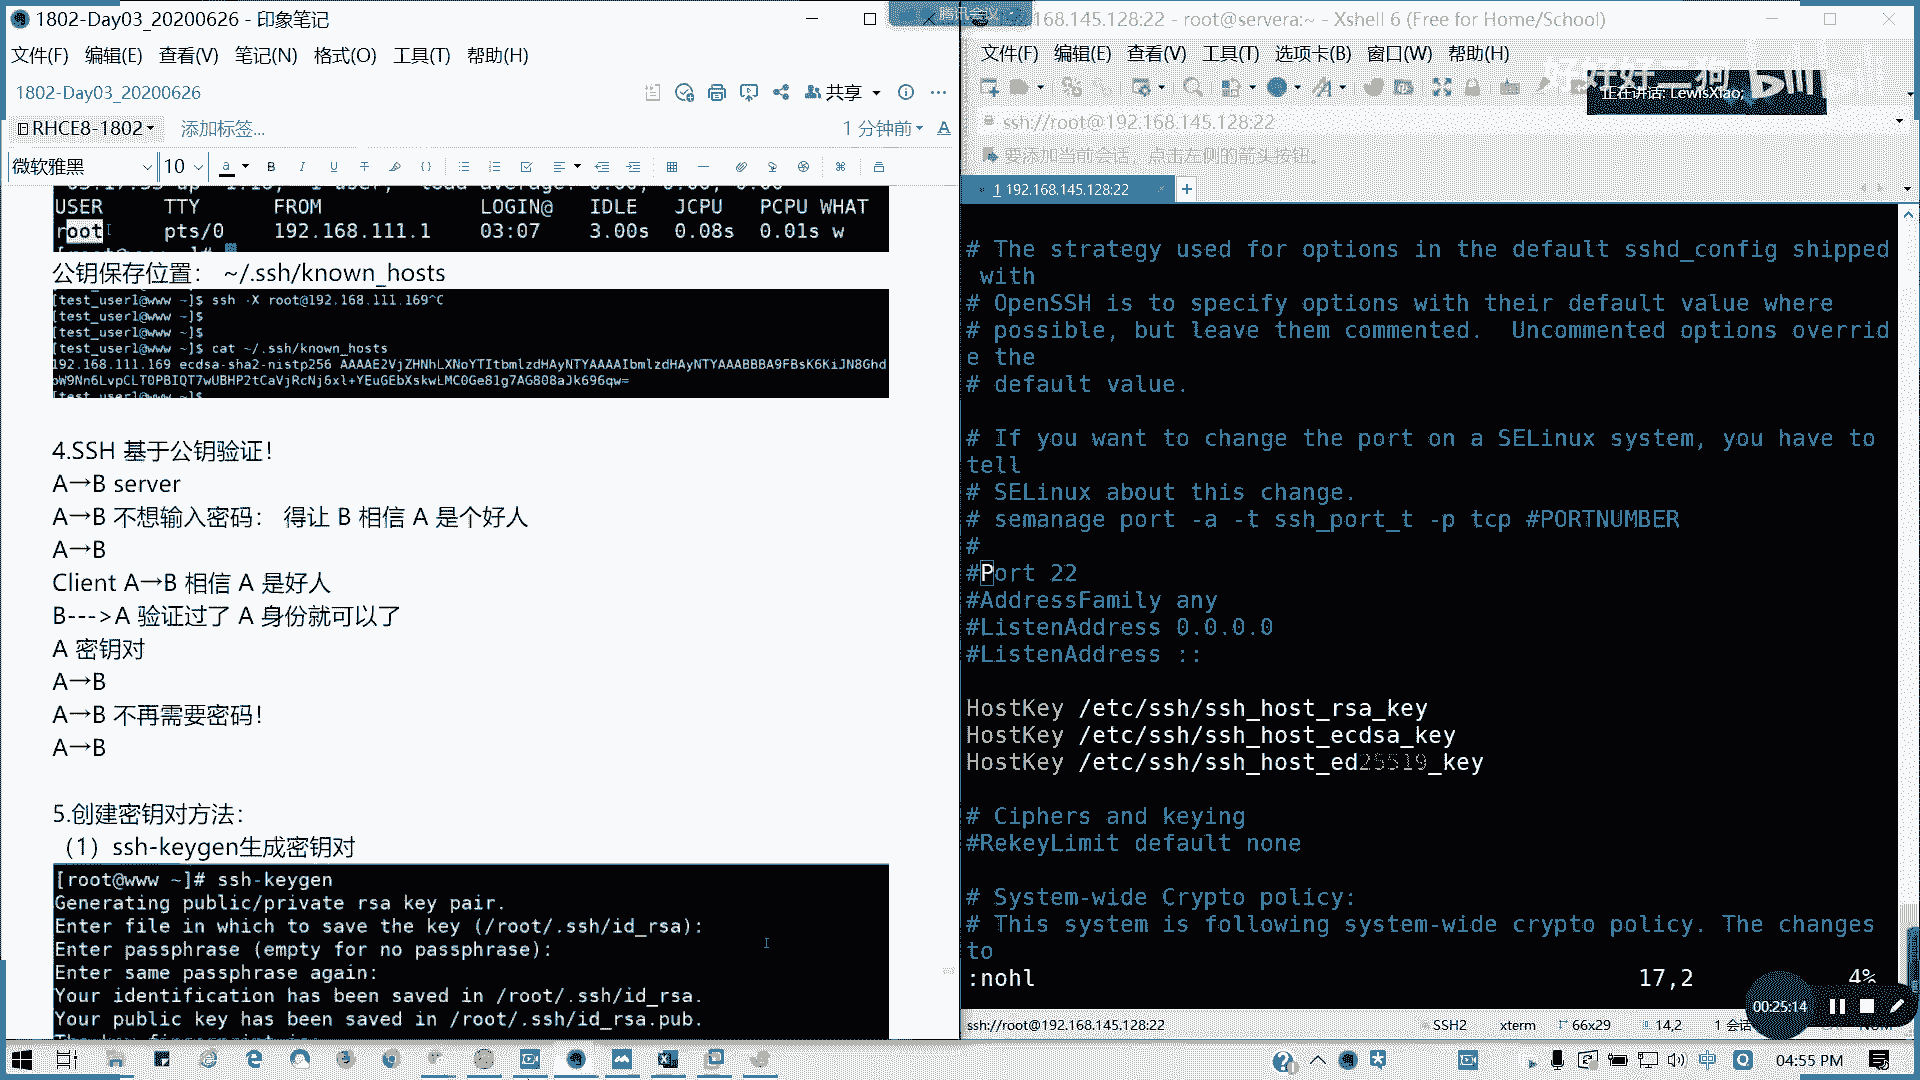 1802-Day03_20200626 - 印象笔记
文件(F) 编辑(E) 查看(V) 笔记(N) 格式(O) 工具(T) 帮助(H)
1802-Day03_20200626
共享
RHCE8-1802
添加标签...
1 分钟前
微软雅黑
10
USER TTY FROM LOGIN@ IDLE JCPU PCPU WHAT
root pts/0 192.168.111.1 03:07 3.00s 0.08s 0.01s w
公钥保存位置： ~/.ssh/known_hosts
[test_user1@www ~]$ ssh -X root@192.168.111.169^C
[test_user1@www ~]$
[test_user1@www ~]$
[test_user1@www ~]$ cat ~/.ssh/known_hosts
192.168.111.169 ecdsa-sha2-nistp256
[test_user1@www ~]$
4.SSH 基于公钥验证！
A→B server
A→B 不想输入密码： 得让 B 相信 A 是个好人
A→B
Client A→B 相信 A 是好人
B--->A 验证过了 A 身份就可以了
A 密钥对
A→B
A→B 不再需要密码！
A→B
5.创建密钥对方法：
（1）ssh-keygen生成密钥对
[root@www ~]# ssh-keygen
Generating public/private rsa key pair.
Enter file in which to save the key (/root/.ssh/id_rsa):
Enter passphrase (empty for no passphrase):
Enter same passphrase again:
Your identification has been saved in /root/.ssh/id_rsa.
Your public key has been saved in /root/.ssh/id_rsa.pub.
腾讯会议
168.145.128:22 - root@servera:~ - Xshell 6 (Free for Home/School)
文件(F) 编辑(E) 查看(V) 工具(T) 选项卡(B) 窗口(W) 帮助(H)
正在讲话: LewisXiao;
ssh://root@192.168.145.128:22
要添加当前会话，点击左侧的箭头按钮。
1 192.168.145.128:22
# The strategy used for options in the default sshd_config shipped
with
# OpenSSH is to specify options with their default value where
# possible, but leave them commented.  Uncommented options overrid
e the
# default value.
# If you want to change the port on a SELinux system, you have to
tell
# SELinux about this change.
# semanage port -a -t ssh_port_t -p tcp #PORTNUMBER
#
#Port 22
#AddressFamily any
#ListenAddress 0.0.0.0
#ListenAddress ::
HostKey /etc/ssh/ssh_host_rsa_key
HostKey /etc/ssh/ssh_host_ecdsa_key
HostKey /etc/ssh/ssh_host_ed25519_key
# Ciphers and keying
#RekeyLimit default none
# System-wide Crypto policy:
# This system is following system-wide crypto policy. The changes
to
:nohl 17,2 4%
00:25:14
ssh://root@192.168.145.128:22 SSH2 xterm 66x29 14,2 1 会话
中
04:55 PM